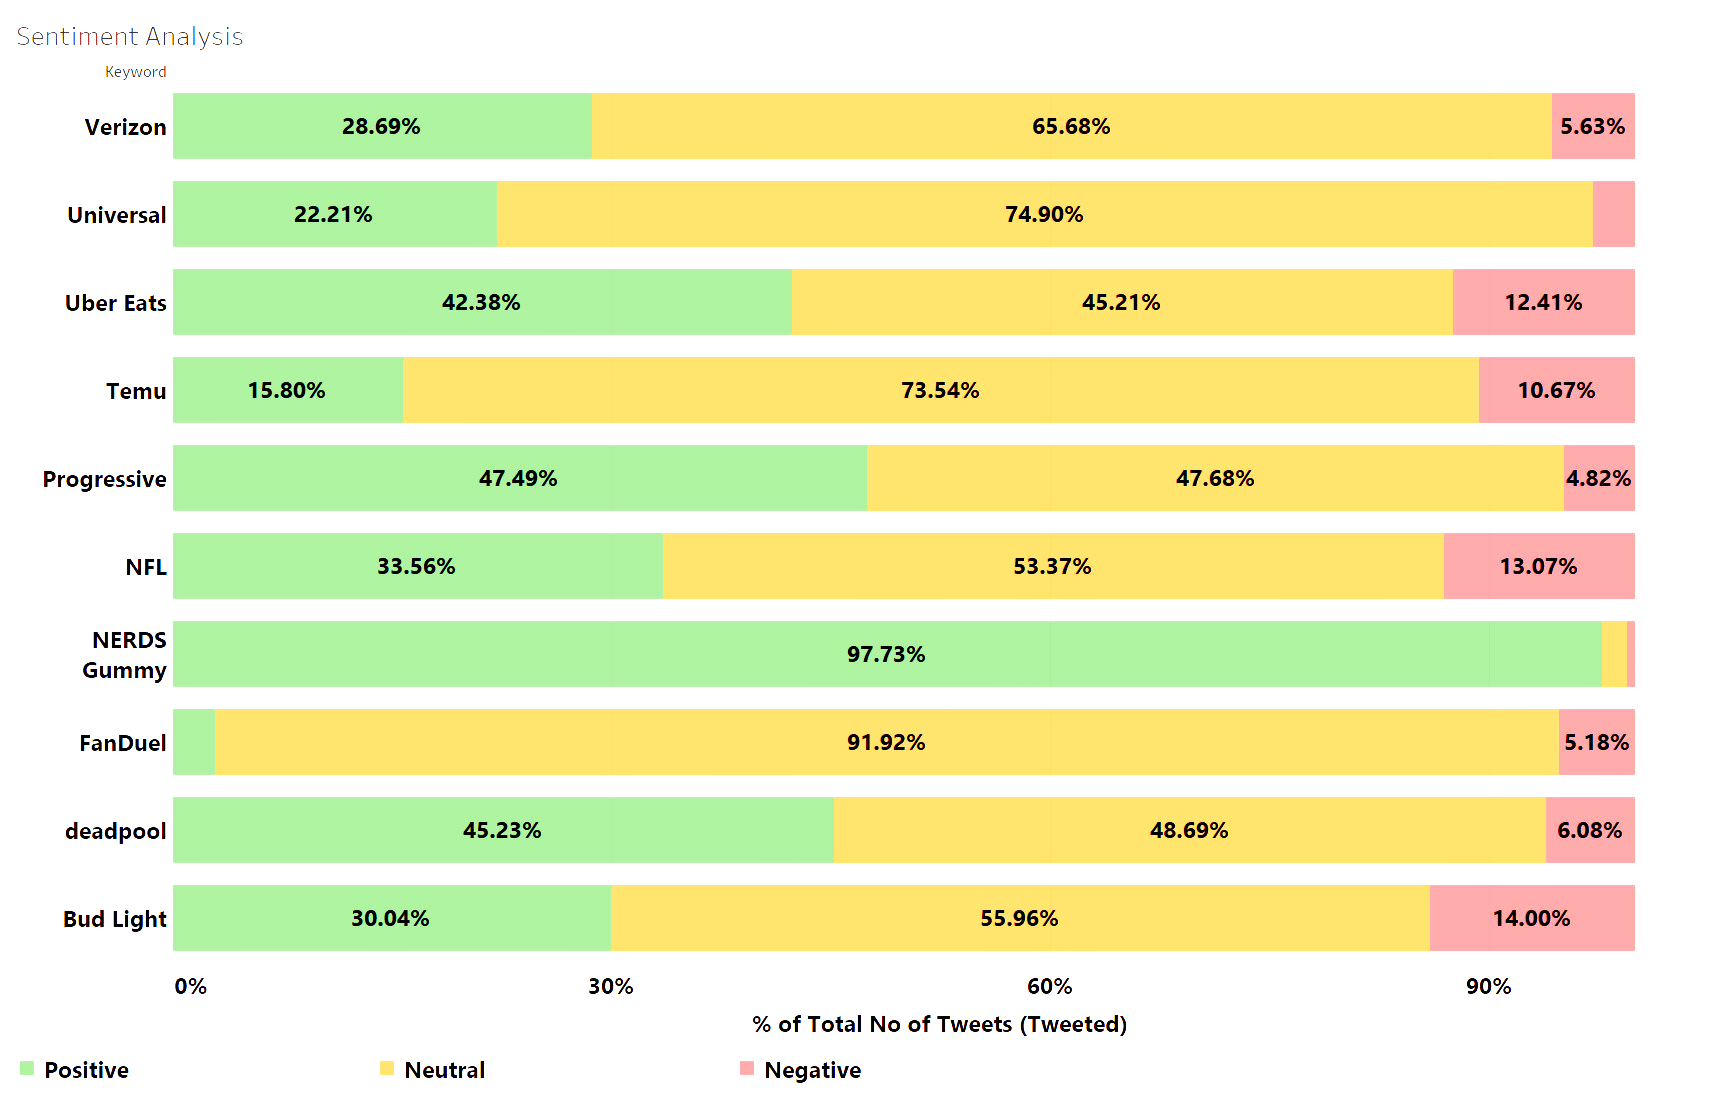 Sentiment Analysis
Keyword
Verizon 28.69% 65.68% 5.63%
Universal 22.21% 74.90%
Uber Eats 42.38% 45.21% 12.41%
Temu 15.80% 73.54% 10.67%
Progressive 47.49% 47.68% 4.82%
NFL 33.56% 53.37% 13.07%
NERDS
Gummy 97.73%
FanDuel 91.92% 5.18%
deadpool 45.23% 48.69% 6.08%
Bud Light 30.04% 55.96% 14.00%
0% 30% 60% 90%
% of Total No of Tweets (Tweeted)
Positive Neutral Negative